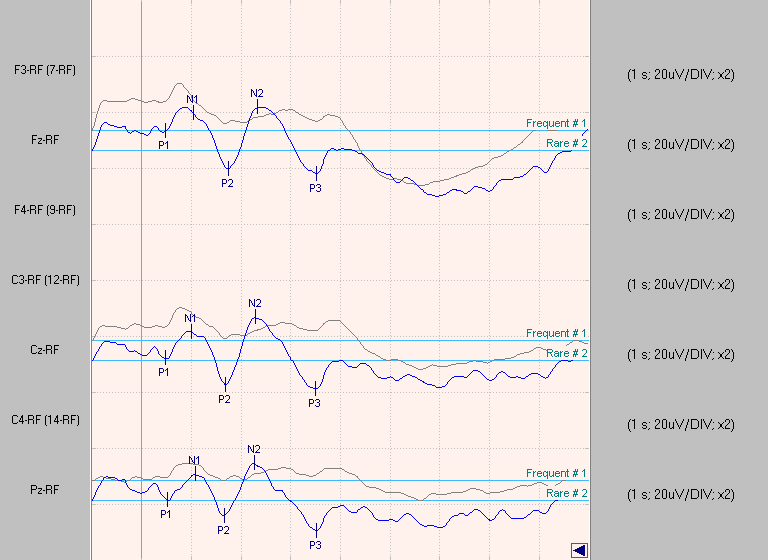 F3-RF (7-RF)
(1 s; 20uV/DIV; x2)
N1
N2
Frequent # 1
Fz-RF
P1
Rare # 2
(1 s; 20uV/DIV; x2)
P2
P3
F4-RF (9-RF)
(1 s; 20uV/DIV; x2)
C3-RF (12-RF)
(1 s; 20uV/DIV; x2)
N1
N2
Frequent # 1
Cz-RF
Rare # 2
(1 s; 20uV/DIV; x2)
P1
P2
P3
C4-RF (14-RF)
(1 s; 20uV/DIV; x2)
N1
N2
Frequent # 1
Pz-RF
Rare # 2
(1 s; 20uV/DIV; x2)
P1
P2
P3